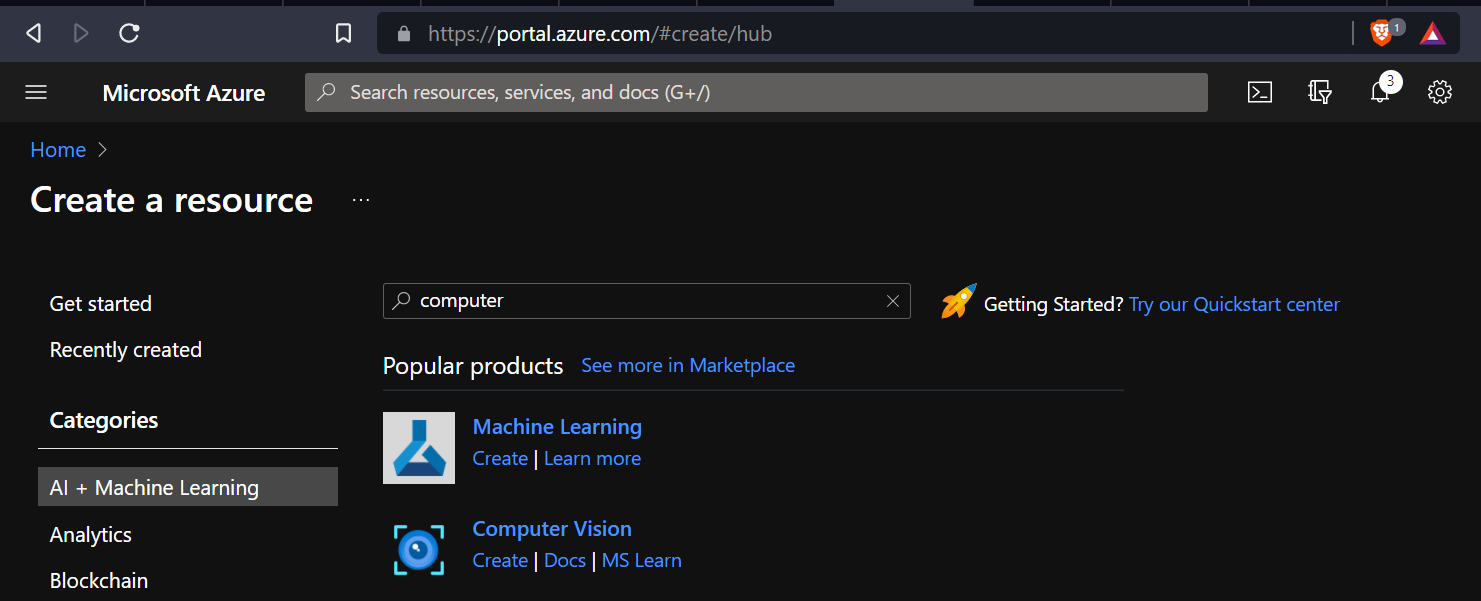 https://portal.azure.com/#create/hub
1
Microsoft Azure
Search resources, services, and docs (G+/)
3
Home
Create a resource
...
Get started
Recently created
Categories
AI + Machine Learning
Analytics
Blockchain
computer
Getting Started? Try our Quickstart center
Popular products See more in Marketplace
Machine Learning
Create | Learn more
Computer Vision
Create | Docs | MS Learn